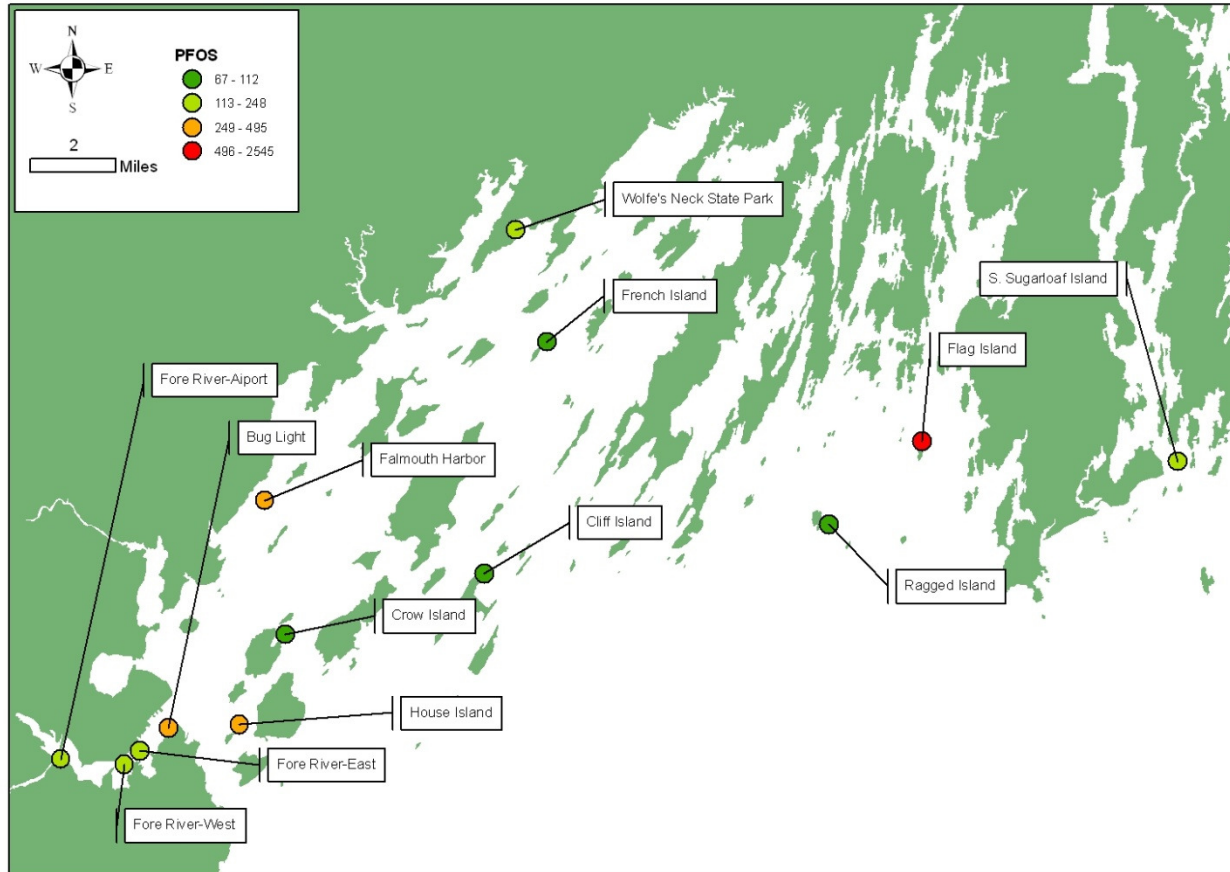 N
W E
S
2
Miles
PFOS
67 - 112
113 - 248
249 - 495
496 - 2545
Wolfe's Neck State Park
French Island
S. Sugarloaf Island
Flag Island
Fore River-Aiport
Bug Light
Falmouth Harbor
Cliff Island
Ragged Island
Crow Island
House Island
Fore River-East
Fore River-West